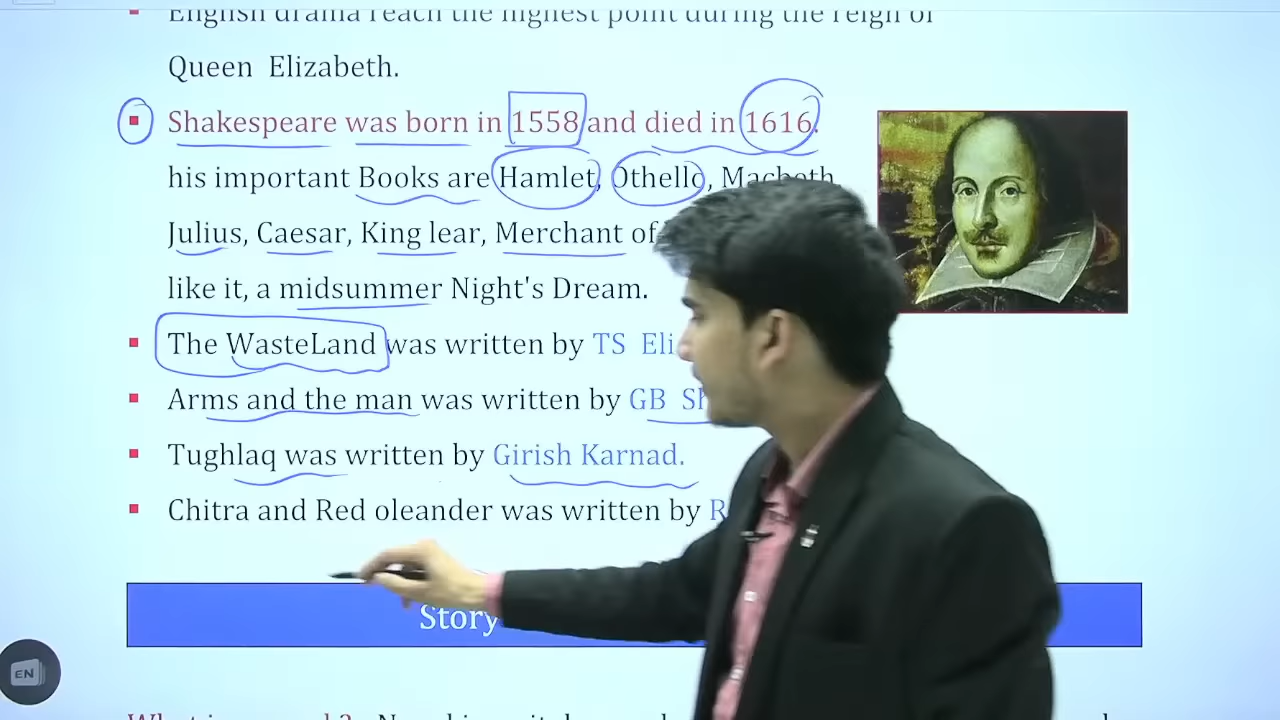 English drama reach the highest point during the reign of
Queen Elizabeth.
Shakespeare was born in 1558 and died in 1616.
his important Books are Hamlet, Othello, Macbeth
Julius, Caesar, King lear, Merchant of
like it, a midsummer Night's Dream.
The WasteLand was written by TS
Arms and the man was written by GB
Tughlaq was written by Girish Karnad.
Chitra and Red oleander was written by
Story
EN